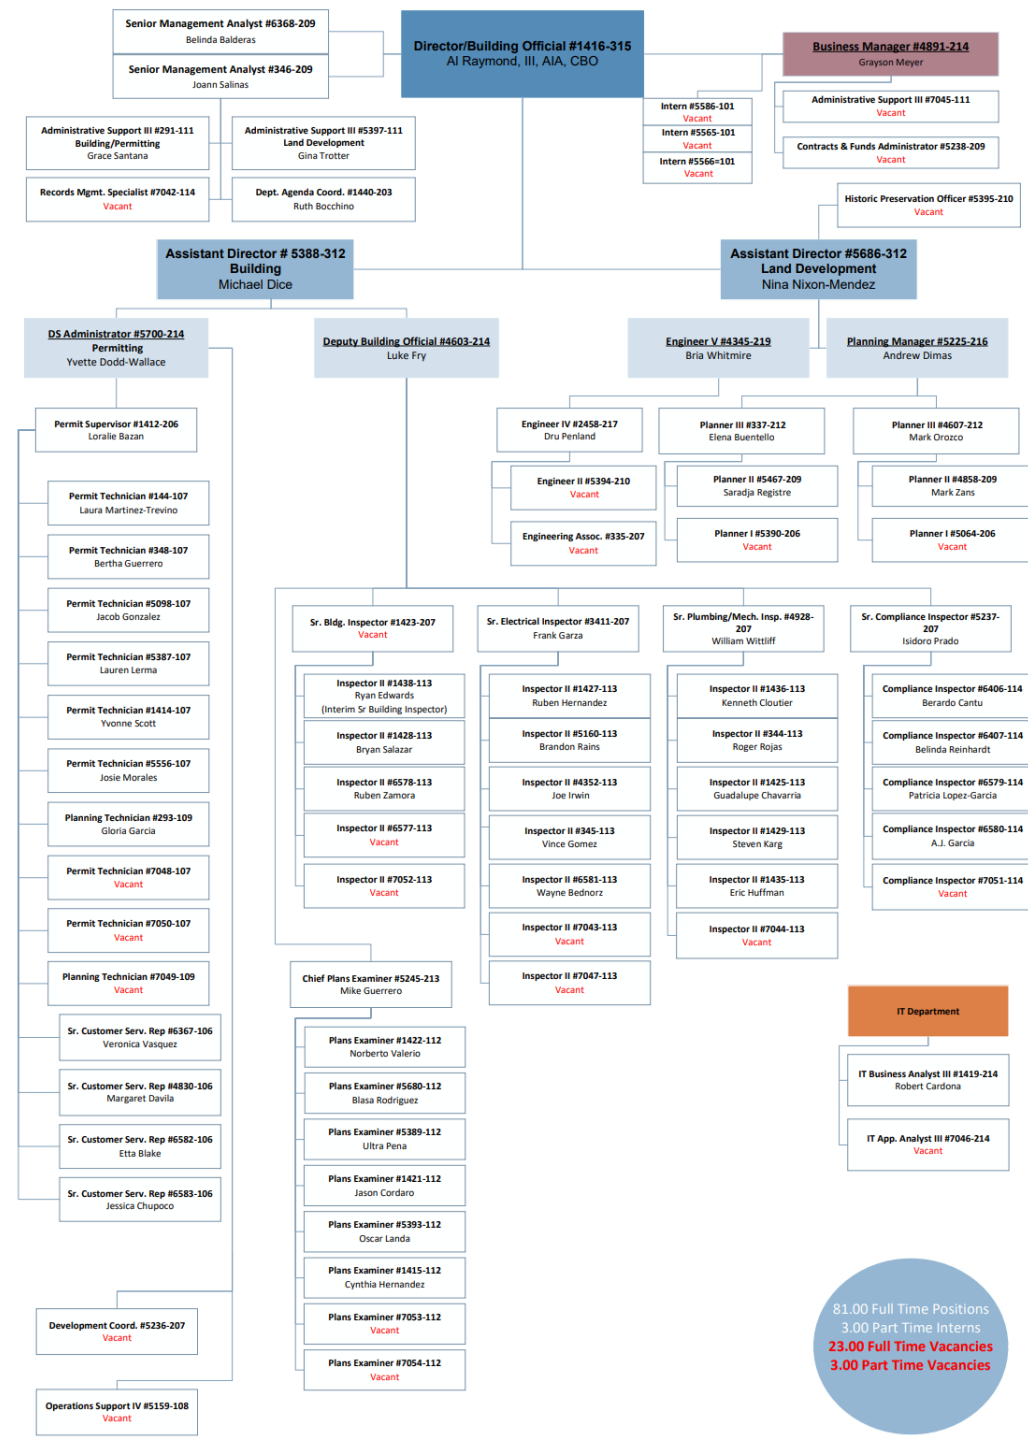 Senior Management Analyst #6368-209
Belinda Balderas
Senior Management Analyst #346-209
Joann Salinas
Director/Building Official #1416-315
Al Raymond, III, AIA, CBO
Business Manager #4891-214
Grayson Meyer
Intern #5586-101
Vacant
Intern #5565-101
Vacant
Intern #5566=101
Vacant
Administrative Support III #7045-111
Vacant
Contracts & Funds Administrator #5238-209
Vacant
Administrative Support III #291-111
Building/Permitting
Grace Santana
Administrative Support III #5397-111
Land Development
Gina Trotter
Records Mgmt. Specialist #7042-114
Vacant
Dept. Agenda Coord. #1440-203
Ruth Bocchino
Historic Preservation Officer #5395-210
Vacant
Assistant Director # 5388-312
Building
Michael Dice
Assistant Director #5686-312
Land Development
Nina Nixon-Mendez
DS Administrator #5700-214
Permitting
Yvette Dodd-Wallace
Deputy Building Official #4603-214
Luke Fry
Engineer V #4345-219
Bria Whitmire
Planning Manager #5225-216
Andrew Dimas
Permit Supervisor #1412-206
Loralie Bazan
Engineer IV #2458-217
Dru Penland
Planner III #337-212
Elena Buentello
Planner III #4607-212
Mark Orozco
Engineer II #5394-210
Vacant
Planner II #5467-209
Saradja Registre
Planner II #4858-209
Mark Zans
Engineering Assoc. #335-207
Vacant
Planner I #5390-206
Vacant
Planner I #5064-206
Vacant
Permit Technician #144-107
Laura Martinez-Trevino
Permit Technician #348-107
Bertha Guerrero
Permit Technician #5098-107
Jacob Gonzalez
Permit Technician #5387-107
Lauren Lerma
Permit Technician #1414-107
Yvonne Scott
Permit Technician #5556-107
Josie Morales
Planning Technician #293-109
Gloria Garcia
Permit Technician #7048-107
Vacant
Permit Technician #7050-107
Vacant
Planning Technician #7049-109
Vacant
Sr. Customer Serv. Rep #6367-106
Veronica Vasquez
Sr. Customer Serv. Rep #4830-106
Margaret Davila
Sr. Customer Serv. Rep #6582-106
Etta Blake
Sr. Customer Serv. Rep #6583-106
Jessica Chupoco
Development Coord. #5236-207
Vacant
Operations Support IV #5159-108
Vacant
Sr. Bldg. Inspector #1423-207
Vacant
Inspector II #1438-113
Ryan Edwards
(Interim Sr Building Inspector)
Inspector II #1428-113
Bryan Salazar
Inspector II #6578-113
Ruben Zamora
Inspector II #6577-113
Vacant
Inspector II #7052-113
Vacant
Sr. Electrical Inspector #3411-207
Frank Garza
Inspector II #1427-113
Ruben Hernandez
Inspector II #5160-113
Brandon Rains
Inspector II #4352-113
Joe Irwin
Inspector II #345-113
Vince Gomez
Inspector II #6581-113
Wayne Bednorz
Inspector II #7043-113
Vacant
Inspector II #7047-113
Vacant
Sr. Plumbing/Mech. Insp. #4928-
207
William Wittliff
Inspector II #1436-113
Kenneth Cloutier
Inspector II #344-113
Roger Rojas
Inspector II #1425-113
Guadalupe Chavarria
Inspector II #1429-113
Steven Karg
Inspector II #1435-113
Eric Huffman
Inspector II #7044-113
Vacant
Sr. Compliance Inspector #5237-
207
Isidoro Prado
Compliance Inspector #6406-114
Berardo Cantu
Compliance Inspector #6407-114
Belinda Reinhardt
Compliance Inspector #6579-114
Patricia Lopez-Garcia
Compliance Inspector #6580-114
A.J. Garcia
Compliance Inspector #7051-114
Vacant
Chief Plans Examiner #5245-213
Mike Guerrero
Plans Examiner #1422-112
Norberto Valerio
Plans Examiner #5680-112
Blasa Rodriguez
Plans Examiner #5389-112
Ultra Pena
Plans Examiner #1421-112
Jason Cordaro
Plans Examiner #5393-112
Oscar Landa
Plans Examiner #1415-112
Cynthia Hernandez
Plans Examiner #7053-112
Vacant
Plans Examiner #7054-112
Vacant
IT Department
IT Business Analyst III #1419-214
Robert Cardona
IT App. Analyst III #7046-214
Vacant
81.00 Full Time Positions
3.00 Part Time Interns
23.00 Full Time Vacancies
3.00 Part Time Vacancies